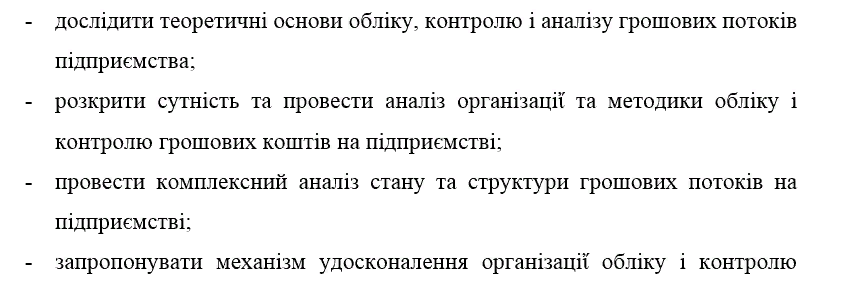 - дослідити теоретичні основи обліку, контролю і аналізу грошових потоків
підприємства;
- розкрити сутність та провести аналіз організації та методики обліку і
контролю грошових коштів на підприємстві;
- провести комплексний аналіз стану та структури грошових потоків на
підприємстві;
- запропонувати механізм удосконалення організації обліку і контролю